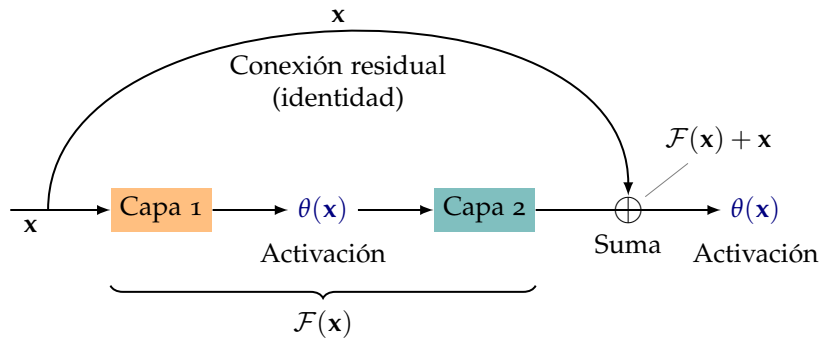 x
Conexión residual
(identidad)
F(x) + x
x
Capa 1
θ(x)
Capa 2
θ(x)
Activación
Suma
Activación
F(x)